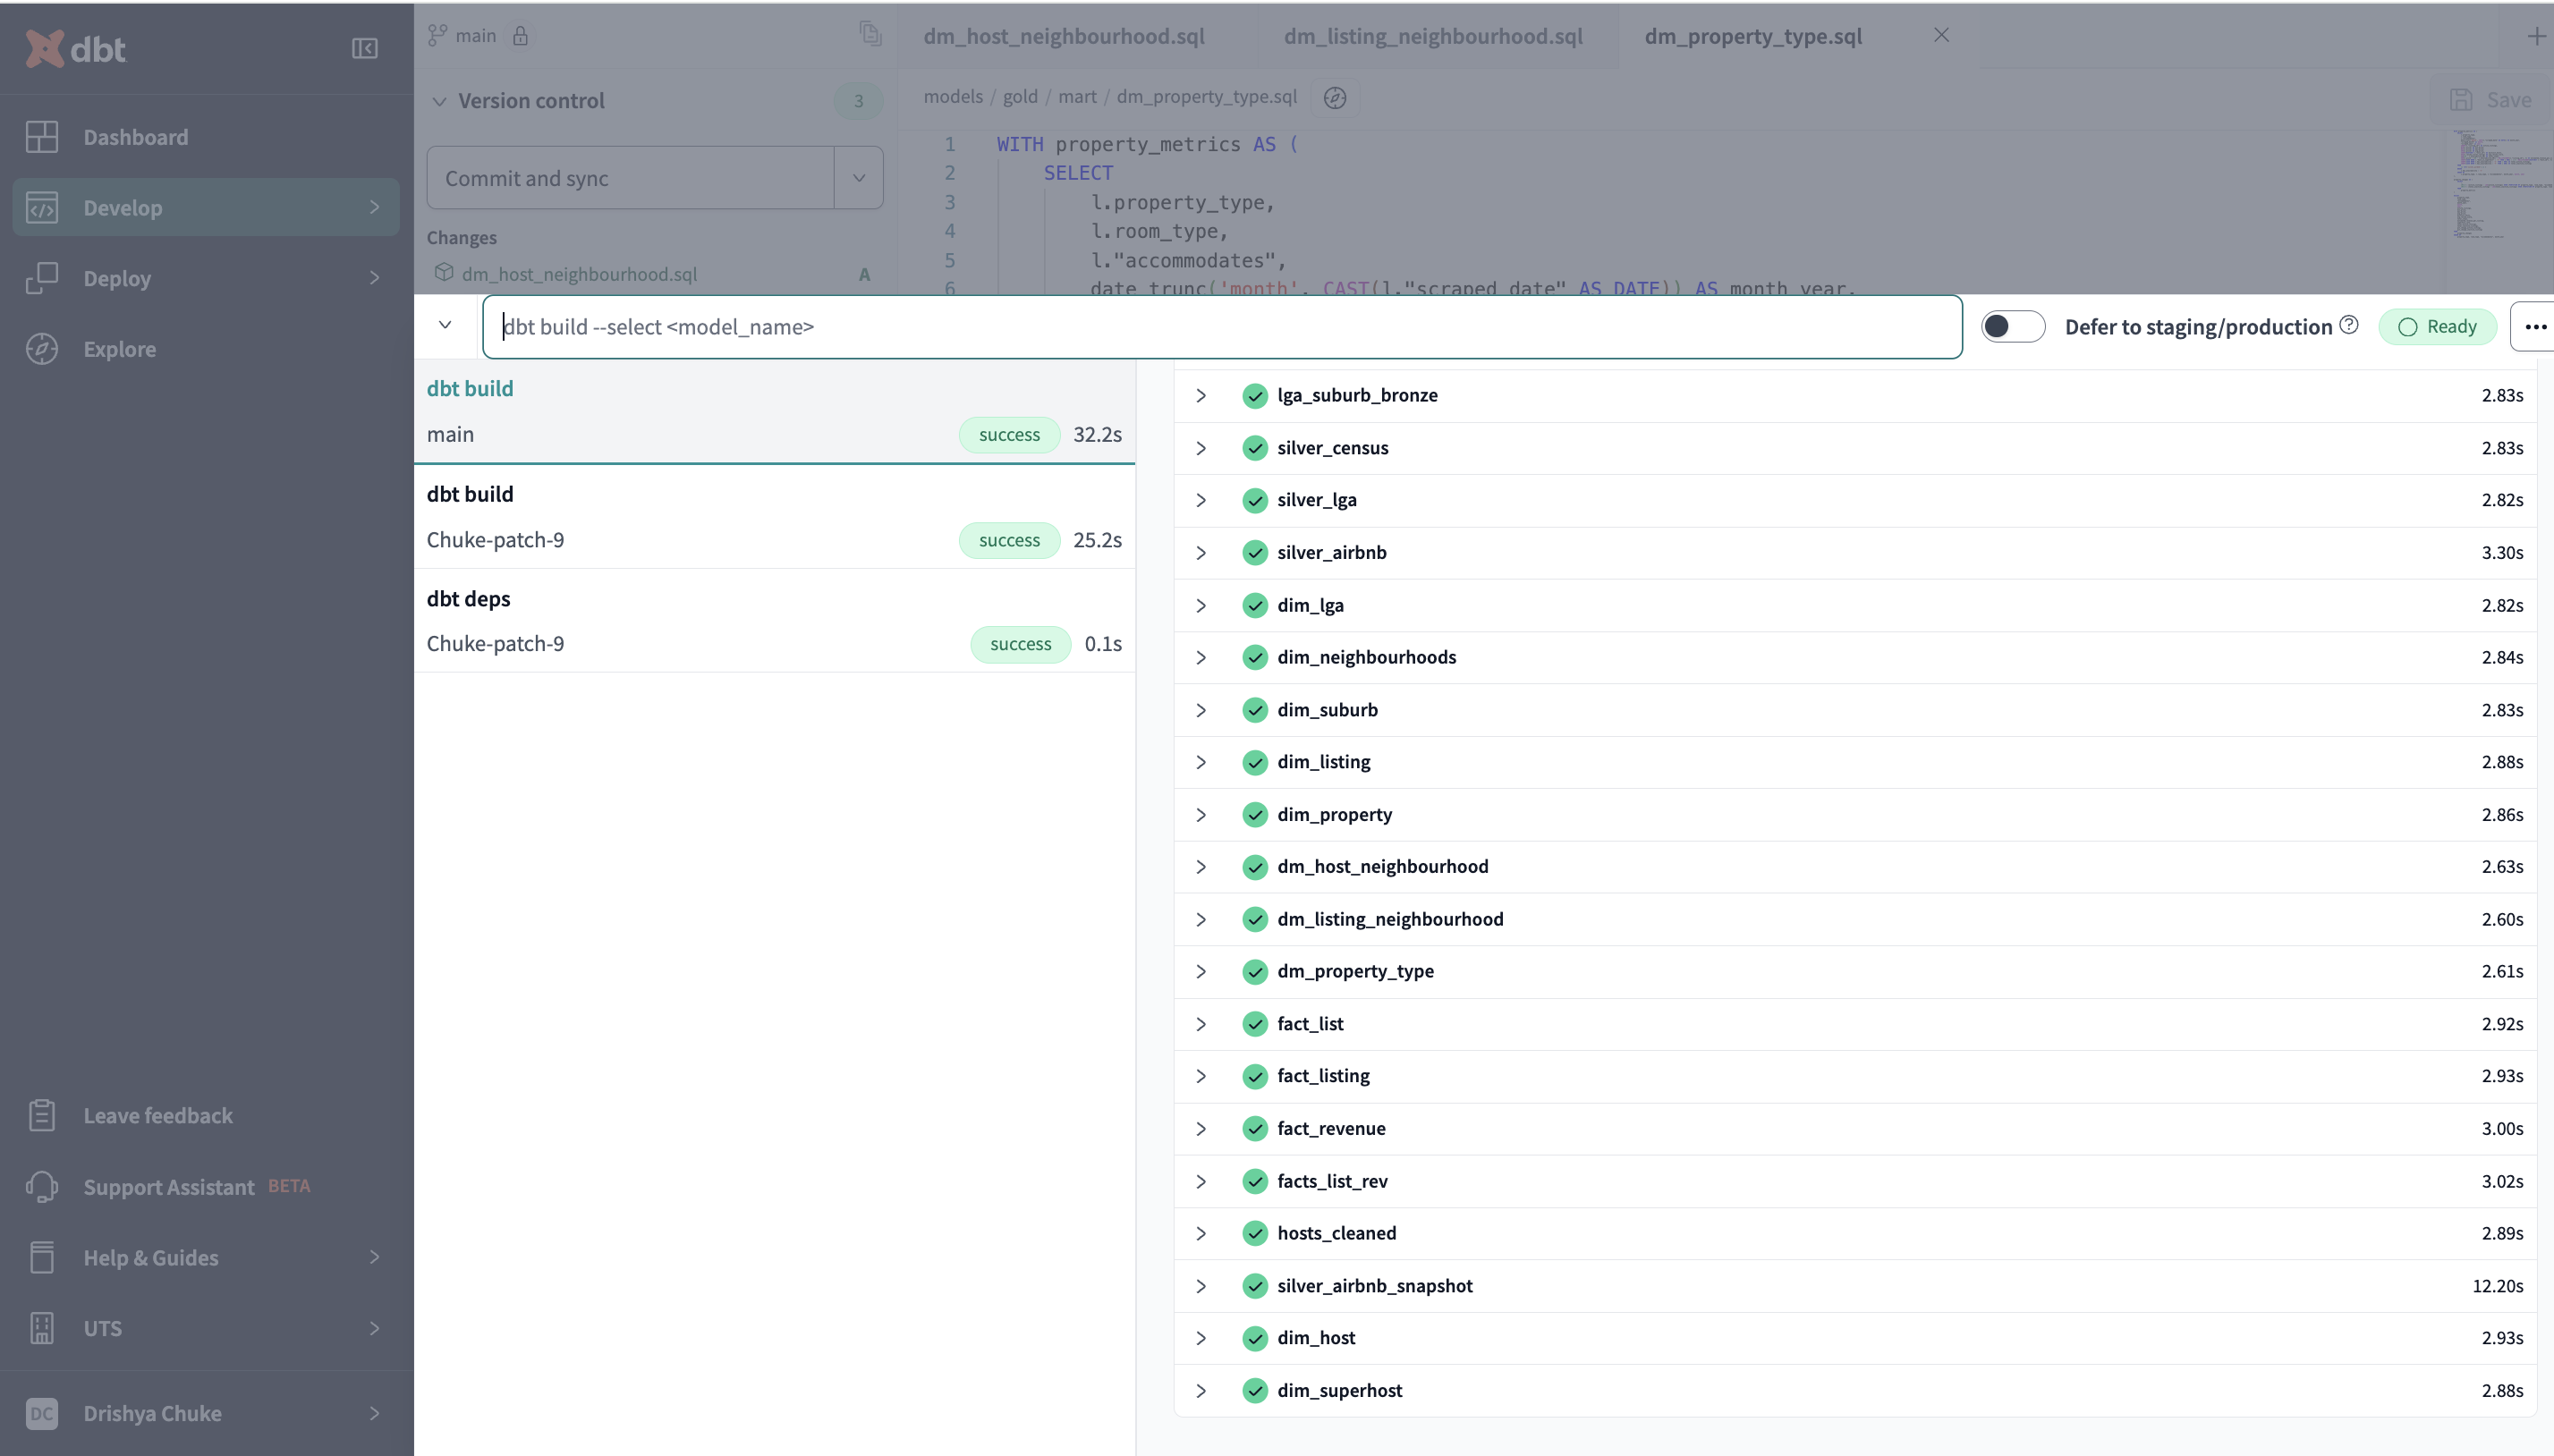 dbt
Dashboard
Develop
Deploy
Explore
Leave feedback
Support Assistant BETA
Help & Guides
UTS
DC Drishya Chuke
main
Version control 3
Commit and sync
Changes
dm_host_neighbourhood.sql A
dm_host_neighbourhood.sql dm_listing_neighbourhood.sql dm_property_type.sql
models / gold / mart / dm_property_type.sql
Save
1 WITH property_metrics AS (
2 SELECT
3 l.property_type,
4 l.room_type,
5 l."accommodates",
6 date_trunc('month', CAST(l."scraped_date" AS DATE)) AS month_year,
dbt build --select <model_name>
Defer to staging/production
Ready
dbt build
main success 32.2s
dbt build
Chuke-patch-9 success 25.2s
dbt deps
Chuke-patch-9 success 0.1s
lga_suburb_bronze 2.83s
silver_census 2.83s
silver_lga 2.82s
silver_airbnb 3.30s
dim_lga 2.82s
dim_neighbourhoods 2.84s
dim_suburb 2.83s
dim_listing 2.88s
dim_property 2.86s
dm_host_neighbourhood 2.63s
dm_listing_neighbourhood 2.60s
dm_property_type 2.61s
fact_list 2.92s
fact_listing 2.93s
fact_revenue 3.00s
facts_list_rev 3.02s
hosts_cleaned 2.89s
silver_airbnb_snapshot 12.20s
dim_host 2.93s
dim_superhost 2.88s